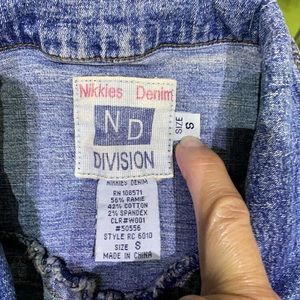 Nikkies Denim
ND
DIVISION
SIZE S
NIKKIES DENIM
RN 108571
56% RAMIE
42% COTTON
2% SPANDEX
CLR#W001
#50556
STYLE RC 6010
SIZE S
MADE IN CHINA